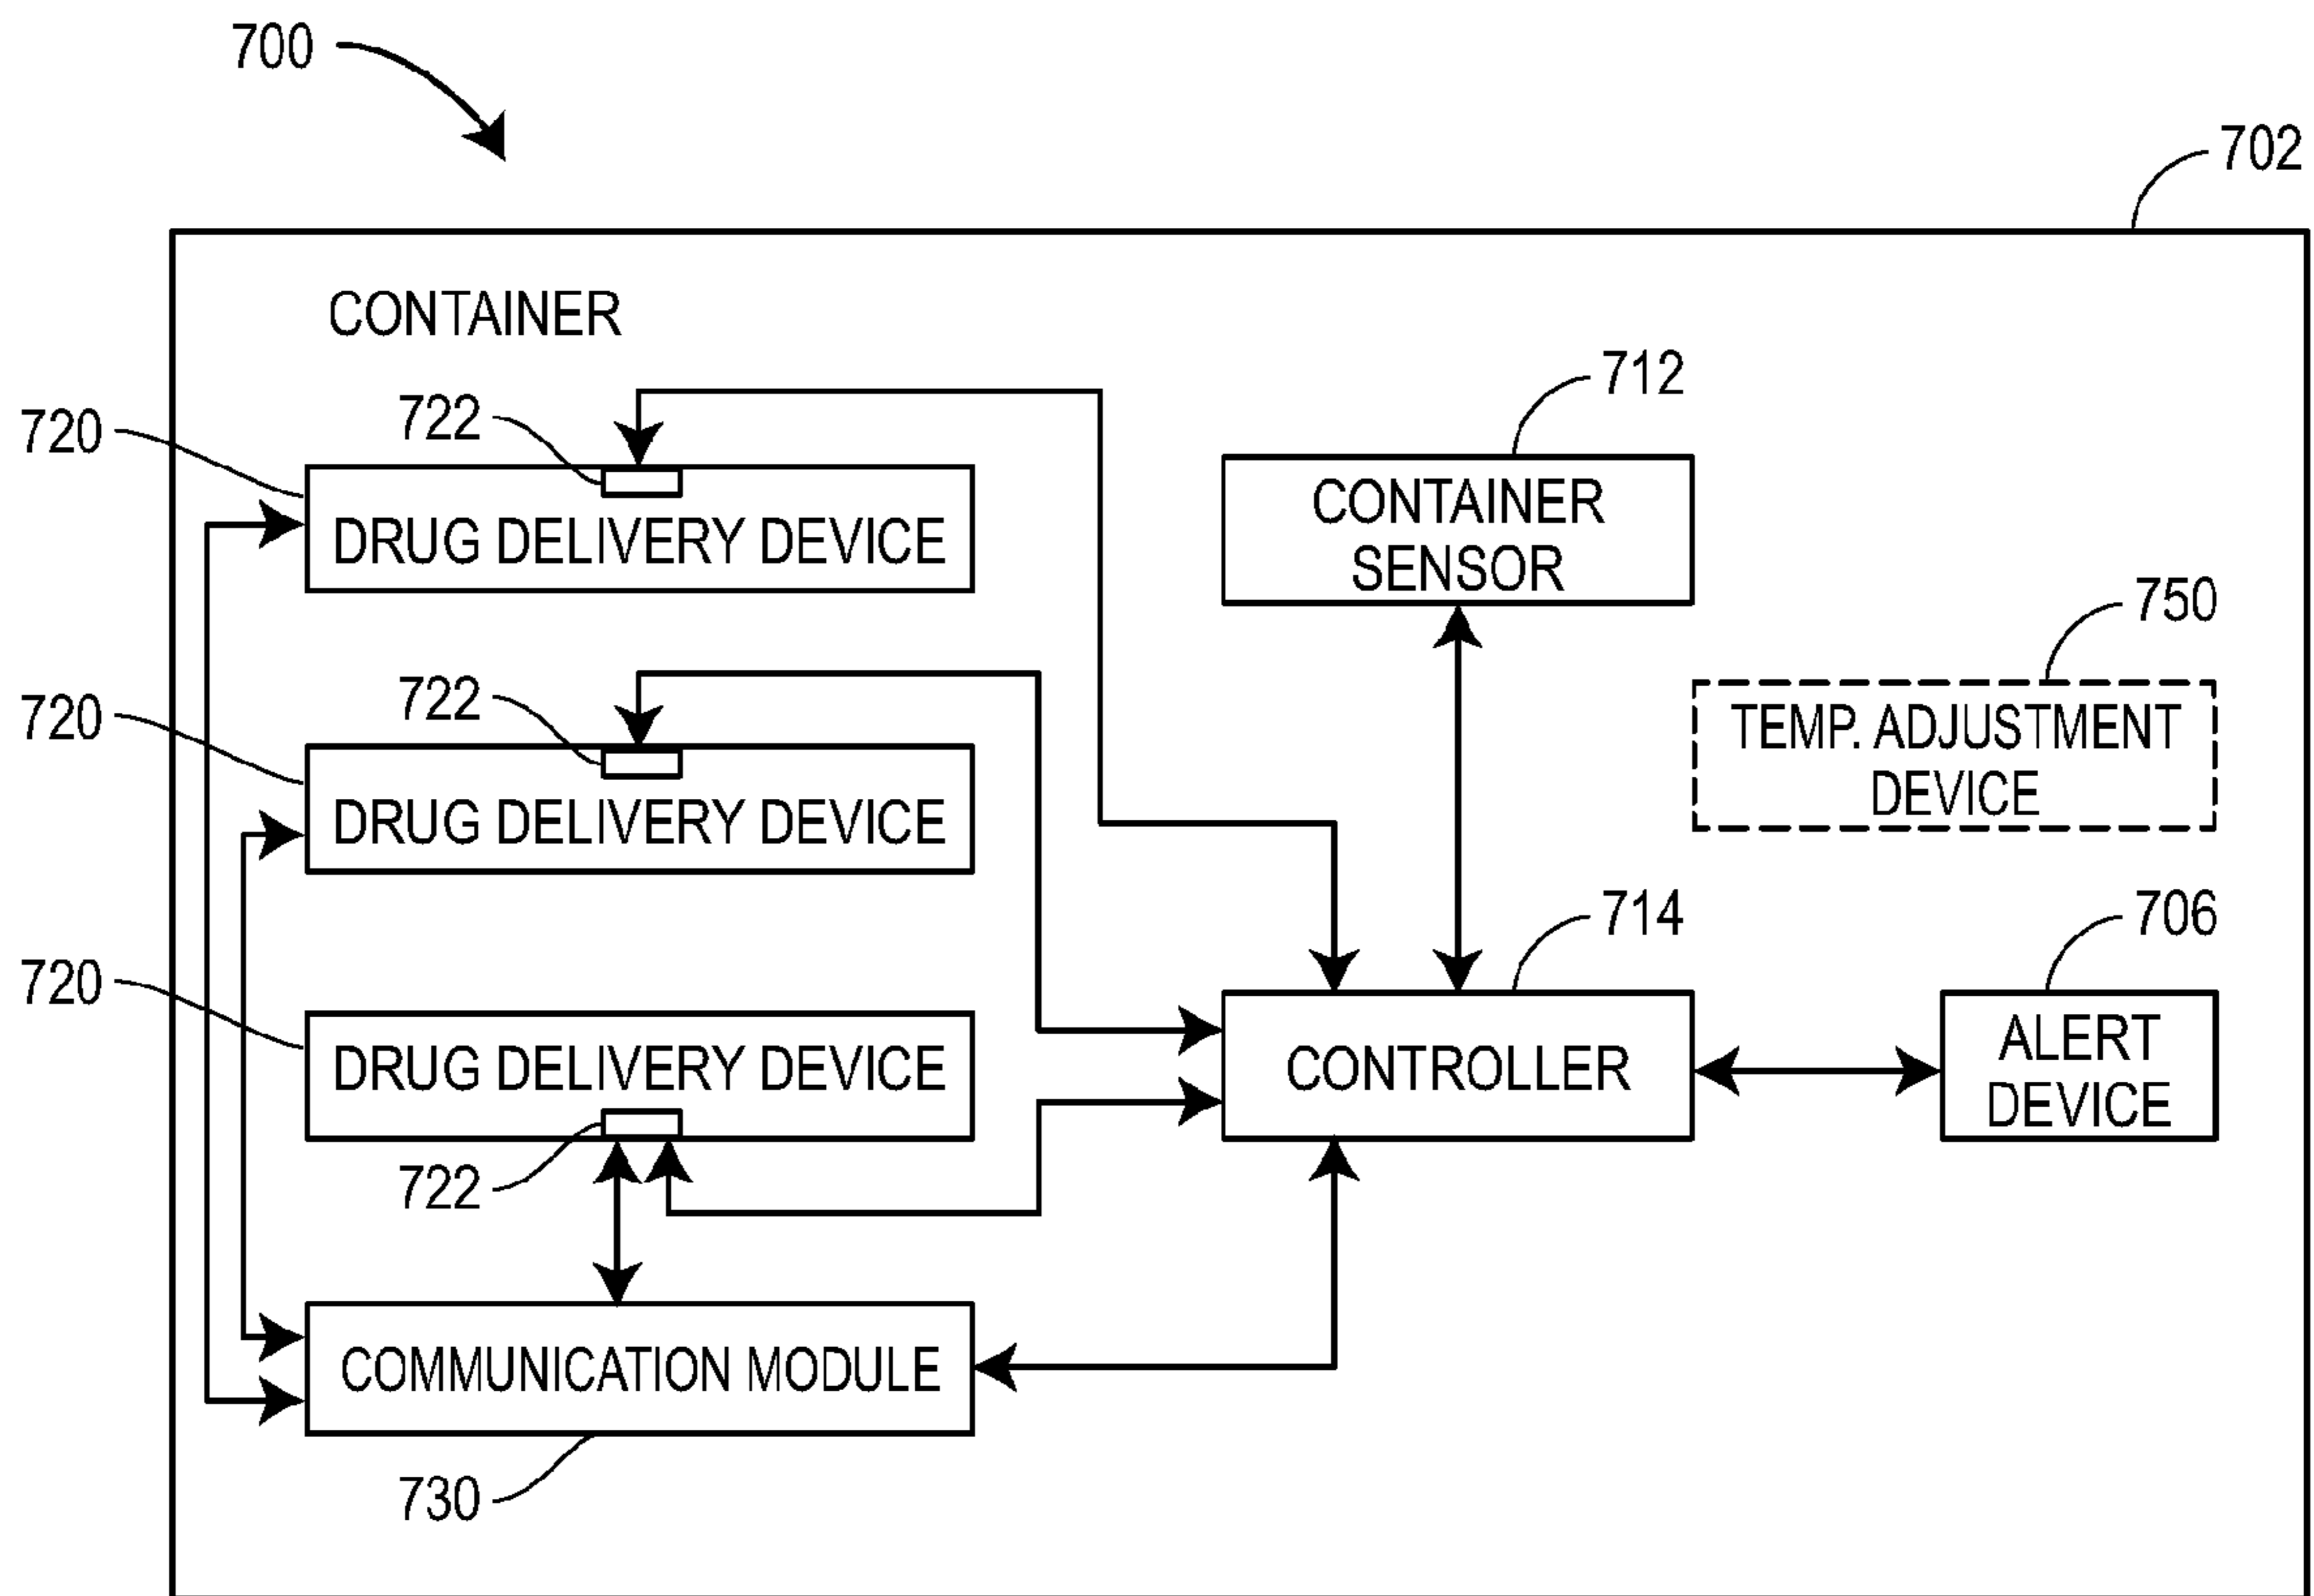 700
702
CONTAINER
712
722
720
CONTAINER
SENSOR
DRUG DELIVERY DEVICE
750
722
720
TEMP. ADJUSTMENT
DEVICE
DRUG DELIVERY DEVICE
714
706
720
DRUG DELIVERY DEVICE
CONTROLLER
ALERT
DEVICE
722
COMMUNICATION MODULE
730